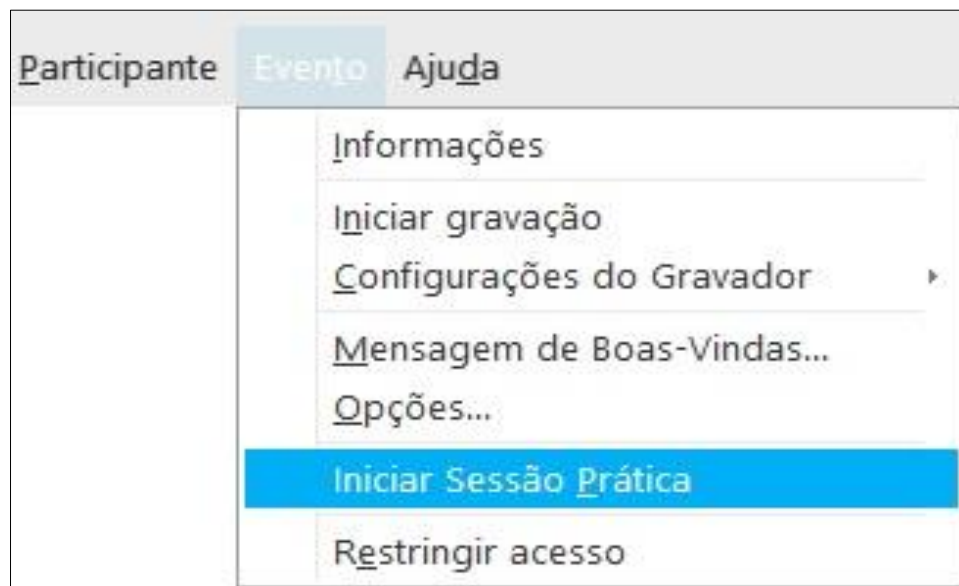 Participante Evento Ajuda
Informações
Iniciar gravação
Configurações do Gravador
Mensagem de Boas-Vindas...
Opções...
Iniciar Sessão Prática
Restringir acesso